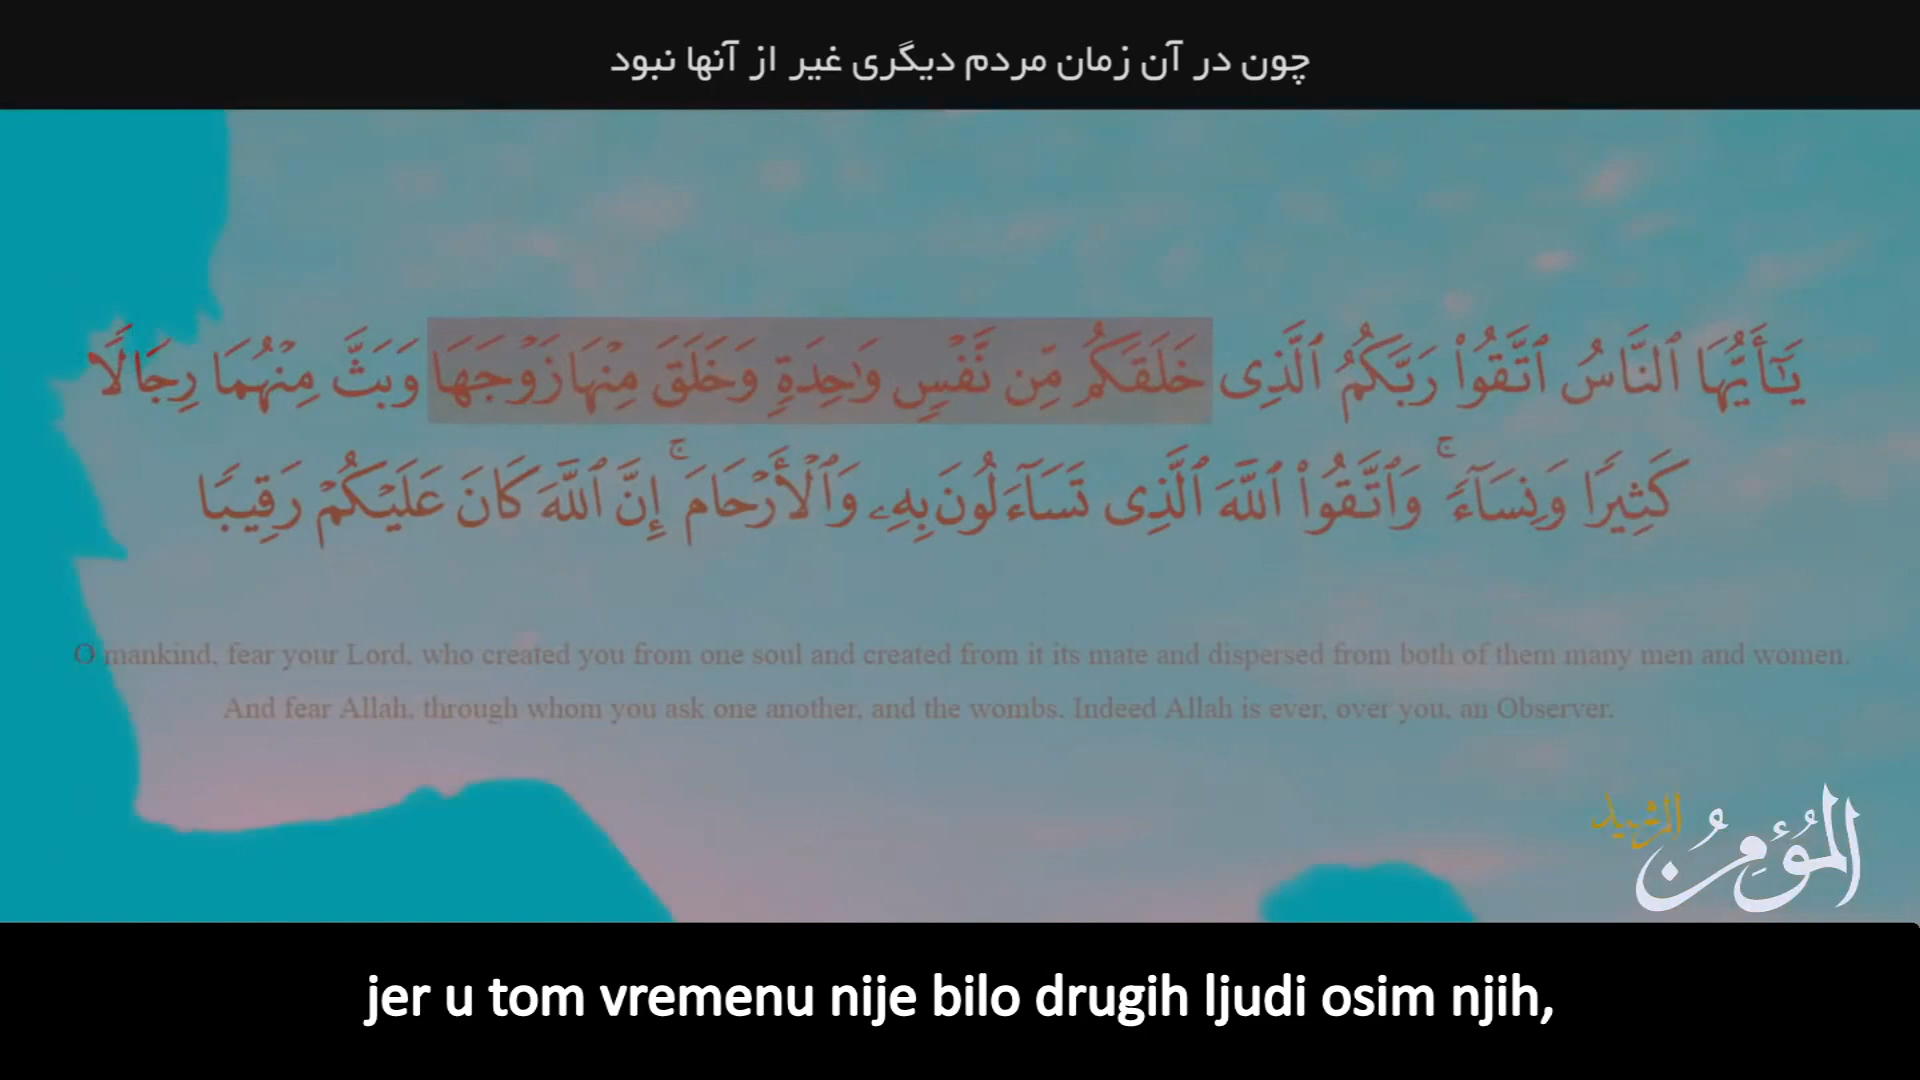 چون در آن زمان مردم دیگری غیر از آنها نبود
يَـٰٓأَيُّهَا ٱلنَّاسُ ٱتَّقُوا۟ رَبَّكُمُ ٱلَّذِى خَلَقَكُم مِّن نَّفْسٍ وَٰحِدَةٍ وَخَلَقَ مِنْهَا زَوْجَهَا وَبَثَّ مِنْهُمَا رِجَالًا
كَثِيرًا وَنِسَآءً ۚ وَٱتَّقُوا۟ ٱللَّهَ ٱلَّذِى تَسَآءَلُونَ بِهِۦ وَٱلْأَرْحَامَ ۚ إِنَّ ٱللَّهَ كَانَ عَلَيْكُمْ رَقِيبًا
O mankind, fear your Lord, who created you from one soul and created from it its mate and dispersed from both of them many men and women.
And fear Allah, through whom you ask one another, and the wombs. Indeed Allah is ever, over you, an Observer.
المُؤْمِنُ الرشيد
jer u tom vremenu nije bilo drugih ljudi osim njih,